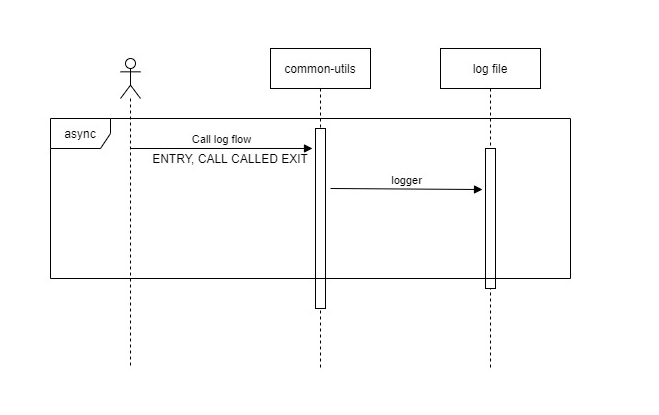 common-utils
log file
async
Call log flow
ENTRY, CALL CALLED EXIT
logger